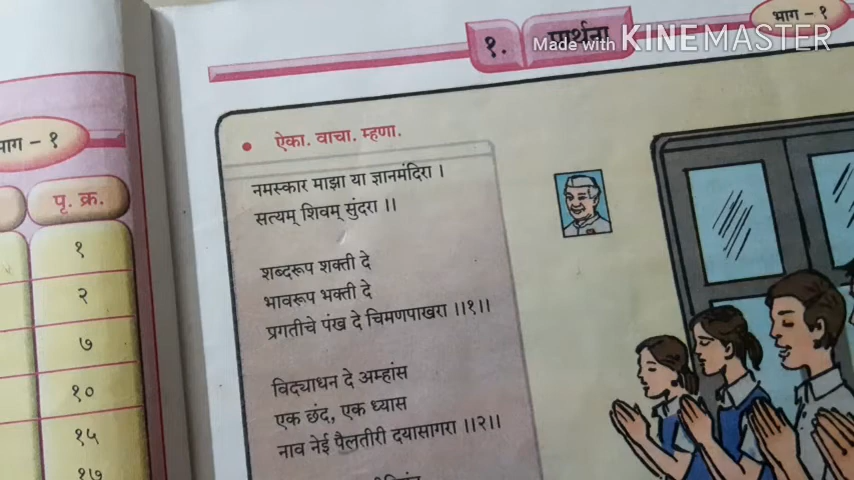 भाग - १
१. प्रार्थना
Made with KINEMASTER
ऐका. वाचा. म्हणा.
नमस्कार माझा या ज्ञानमंदिरा ।
सत्यम् शिवम् सुंदरा ।।
शब्दरूप शक्ती दे
भावरूप भक्ती दे
प्रगतीचे पंख दे चिमणपाखरा ।।१।।
विद्याधन दे अम्हांस
एक छंद, एक ध्यास
नाव नेई पैलतीरी दयासागरा ।।२।।
भाग - १
पृ. क्र.
१
२
७
१०
१५
१७